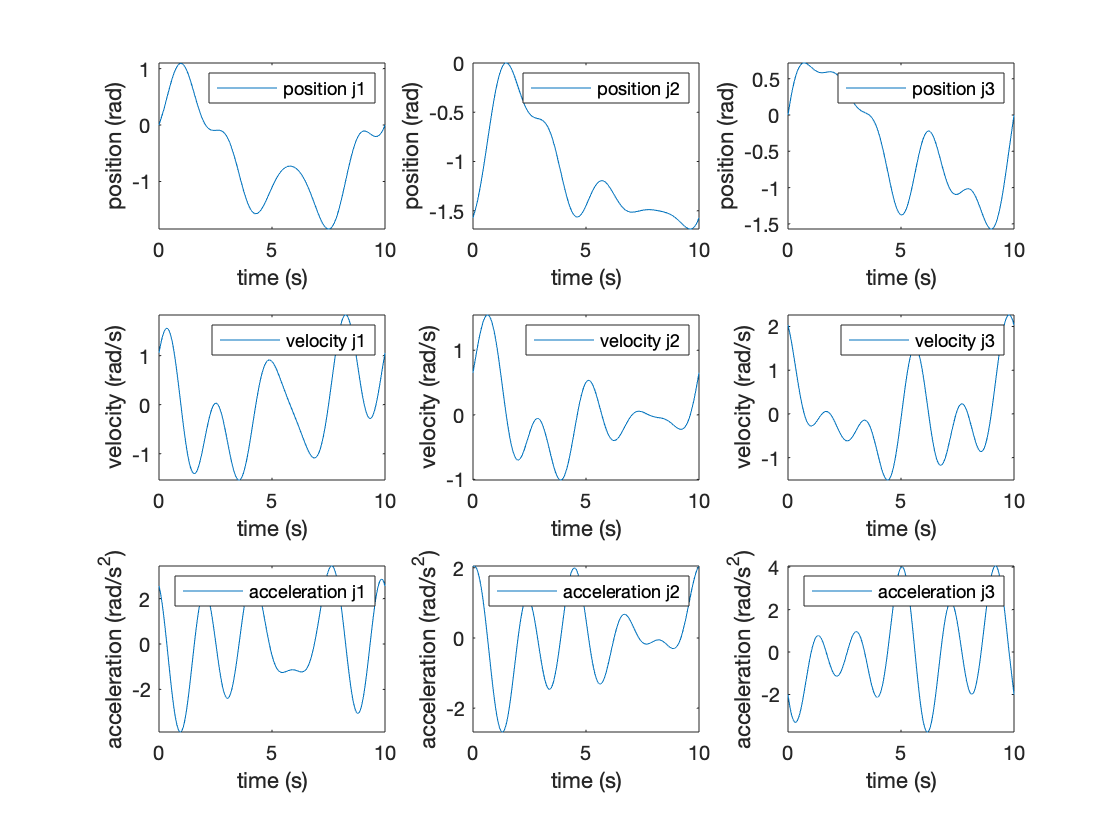 position j1
position (rad)
1
0
-1
0 5 10
time (s)
position j2
position (rad)
0
-0.5
-1
-1.5
0 5 10
time (s)
position j3
position (rad)
0.5
0
-0.5
-1
-1.5
0 5 10
time (s)
velocity j1
velocity (rad/s)
1
0
-1
0 5 10
time (s)
velocity j2
velocity (rad/s)
1
0
-1
0 5 10
time (s)
velocity j3
velocity (rad/s)
2
1
0
-1
0 5 10
time (s)
acceleration j1
acceleration (rad/s²)
2
0
-2
0 5 10
time (s)
acceleration j2
acceleration (rad/s²)
2
0
-2
0 5 10
time (s)
acceleration j3
acceleration (rad/s²)
4
2
0
-2
0 5 10
time (s)